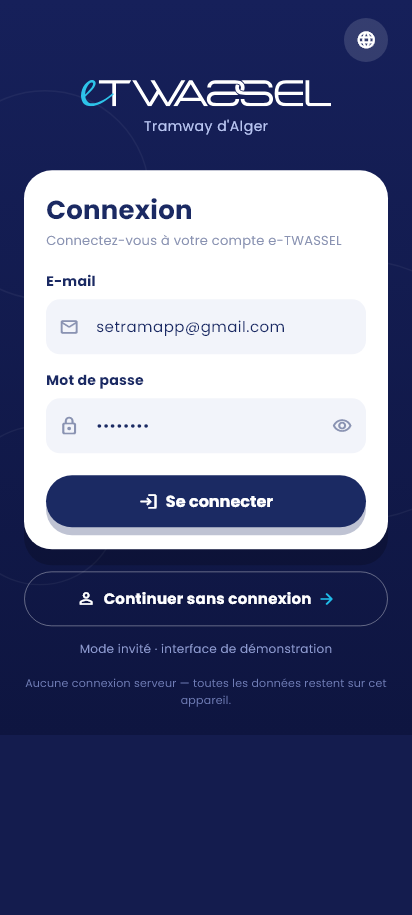 eTWASSEL
Tramway d'Alger
Connexion
Connectez-vous à votre compte e-TWASSEL
E-mail
setramapp@gmail.com
Mot de passe
••••••••
Se connecter
Continuer sans connexion →
Mode invité · interface de démonstration
Aucune connexion serveur — toutes les données restent sur cet
appareil.